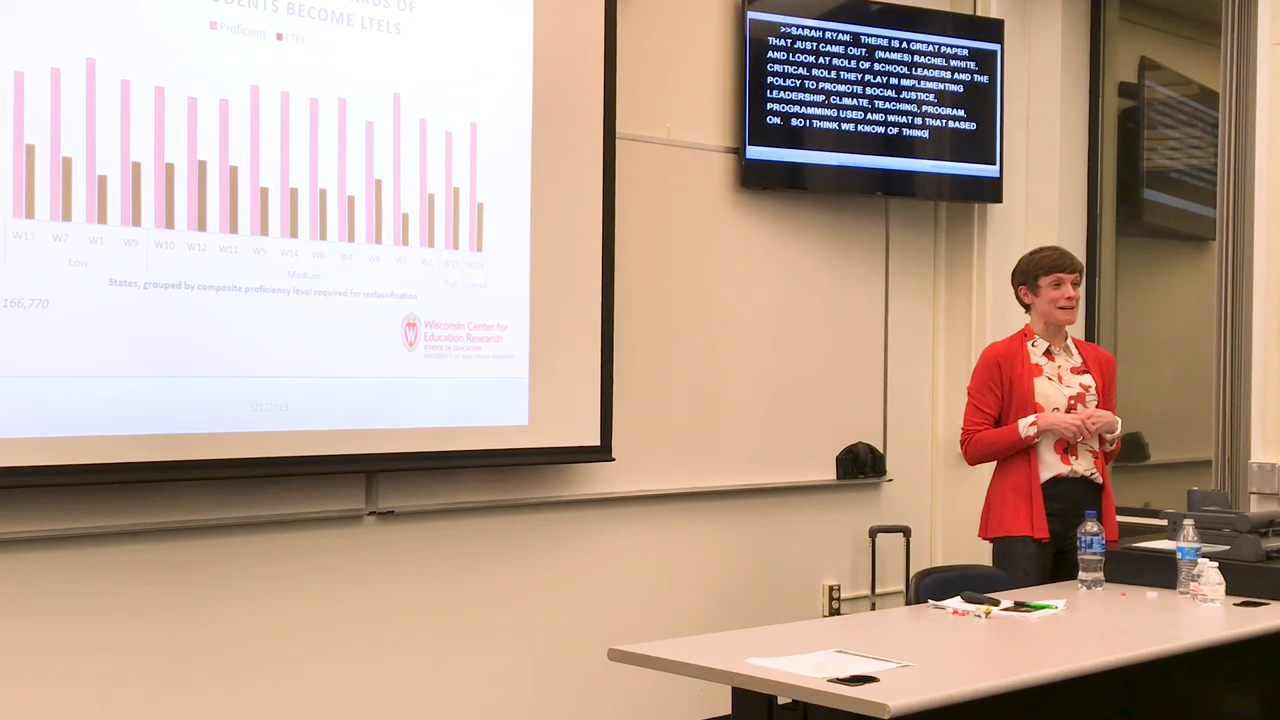 ARDS OF
UDENTS BECOME LTELS
Proficient LTEL
W13 W7 W1 W9 W10 W12 W11 W5 W14 W6 W4 W8 W3 W2
Low Medium High Overall
States, grouped by composite proficiency level required for reclassification
166,770
W
Wisconsin Center for
Education Research
SCHOOL OF EDUCATION
UNIVERSITY OF WISCONSIN-MADISON
3/1/2019
>>SARAH RYAN: THERE IS A GREAT PAPER
THAT JUST CAME OUT. (NAMES) RACHEL WHITE,
AND LOOK AT ROLE OF SCHOOL LEADERS AND THE
CRITICAL ROLE THEY PLAY IN IMPLEMENTING
POLICY TO PROMOTE SOCIAL JUSTICE,
LEADERSHIP, CLIMATE, TEACHING, PROGRAM,
PROGRAMMING USED AND WHAT IS THAT BASED
ON. SO I THINK WE KNOW OF THING